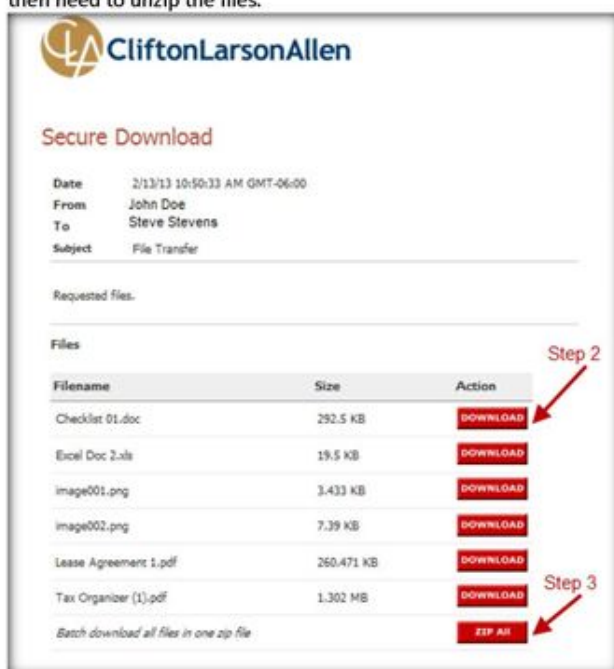 then need to unzip the files.
CLA CliftonLarsonAllen
Secure Download
Date 2/13/13 10:50:33 AM GMT-06:00
From John Doe
To Steve Stevens
Subject File Transfer
Requested files.
Files
Step 2
Filename Size Action
Checklist 01.doc 292.5 KB DOWNLOAD
Excel Doc 2.xls 19.5 KB DOWNLOAD
image001.png 3.433 KB DOWNLOAD
image002.png 7.39 KB DOWNLOAD
Lease Agreement 1.pdf 260.471 KB DOWNLOAD
Step 3
Tax Organizer (1).pdf 1.302 MB DOWNLOAD
Batch download all files in one zip file ZIP All